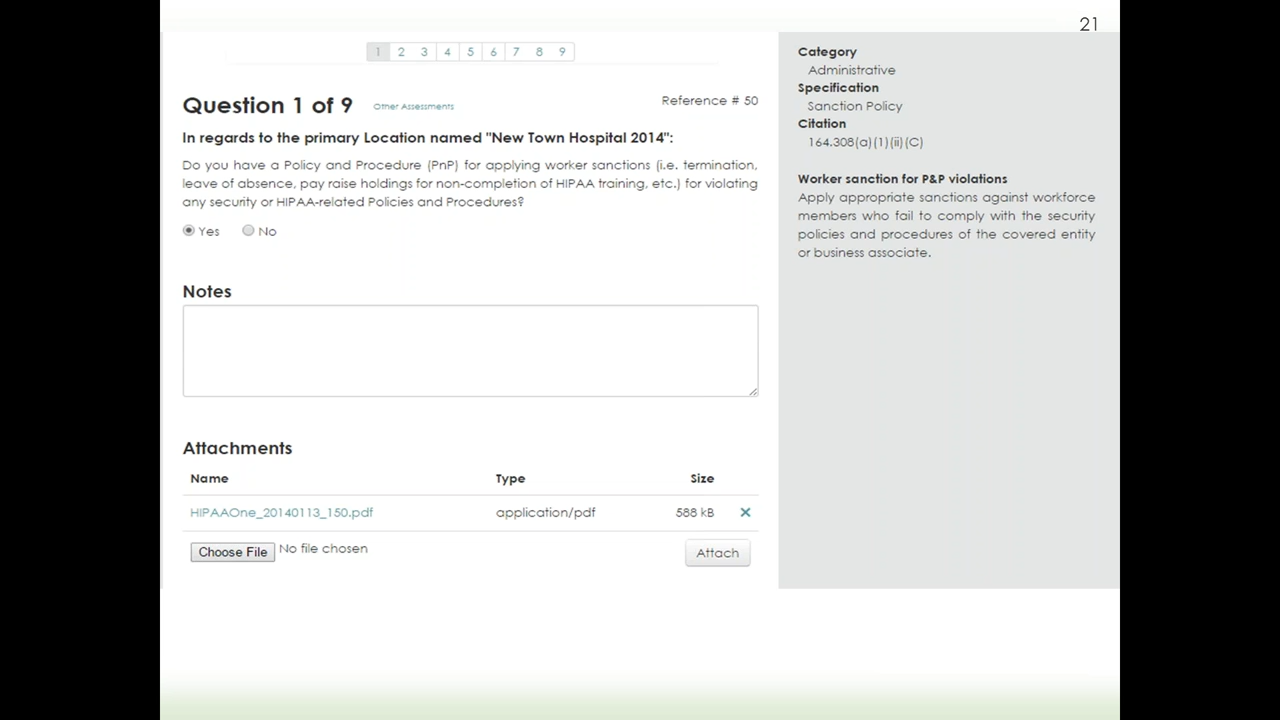 21
1 2 3 4 5 6 7 8 9
Question 1 of 9 Other Assessments Reference # 50
In regards to the primary Location named "New Town Hospital 2014":
Do you have a Policy and Procedure (PnP) for applying worker sanctions (i.e. termination,
leave of absence, pay raise holdings for non-completion of HIPAA training, etc.) for violating
any security or HIPAA-related Policies and Procedures?
Yes No
Notes
Attachments
Name Type Size
HIPAAOne_20140113_150.pdf application/pdf 588 kB ✕
Choose File No file chosen Attach
Category
Administrative
Specification
Sanction Policy
Citation
164.308(a)(1)(ii)(C)
Worker sanction for P&P violations
Apply appropriate sanctions against workforce
members who fail to comply with the security
policies and procedures of the covered entity
or business associate.